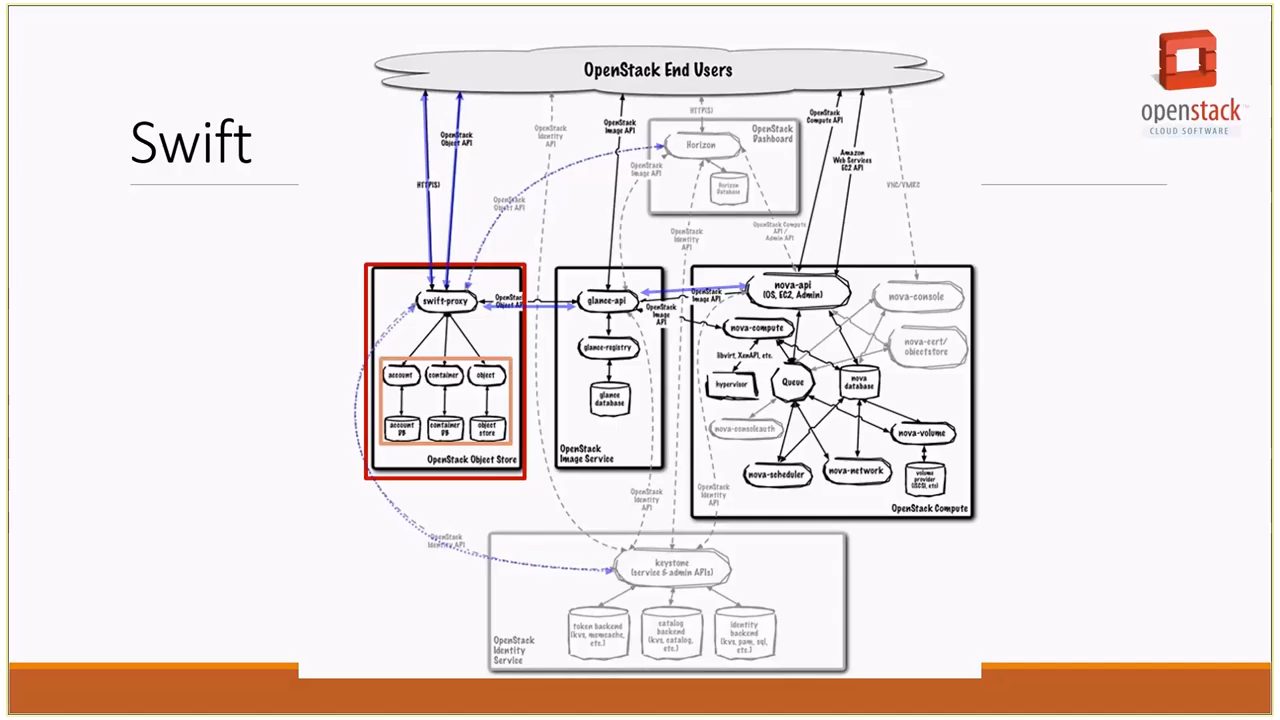 Swift
openstack
CLOUD SOFTWARE
OpenStack End Users
HTTP(S)
OpenStack
Object API
OpenStack
Identity
API
OpenStack
Image API
HTTP(S)
OpenStack
Dashboard
Horizon
Horizon
Database
OpenStack
Image API
OpenStack
Compute API
Amazon
Web Services
EC2 API
VNC/VMRC
OpenStack
Object API
OpenStack
Identity
API
OpenStack Compute
API /
Admin API
swift-proxy
OpenStack
Object API
account
container
object
account
DB
container
DB
object
store
OpenStack Object Store
glance-api
glance-registry
glance
database
OpenStack
Image Service
OpenStack
Image API
OpenStack
Image
API
nova-api
(OS, EC2, Admin)
nova-console
nova-compute
nova-cert/
objectstore
libvirt, XenAPI, etc.
hypervisor
Queue
nova
database
nova-consoleauth
nova-volume
nova-scheduler
nova-network
volume
provider
(iSCSI, etc)
OpenStack Compute
OpenStack
Identity
API
OpenStack
Identity
API
OpenStack
Identity API
keystone
(service & admin APIs)
token backend
(kvs, memcache,
etc.)
catalog
backend
(kvs, catalog,
etc.)
identity
backend
(kvs, pam, sql,
etc.)
OpenStack
Identity
Service